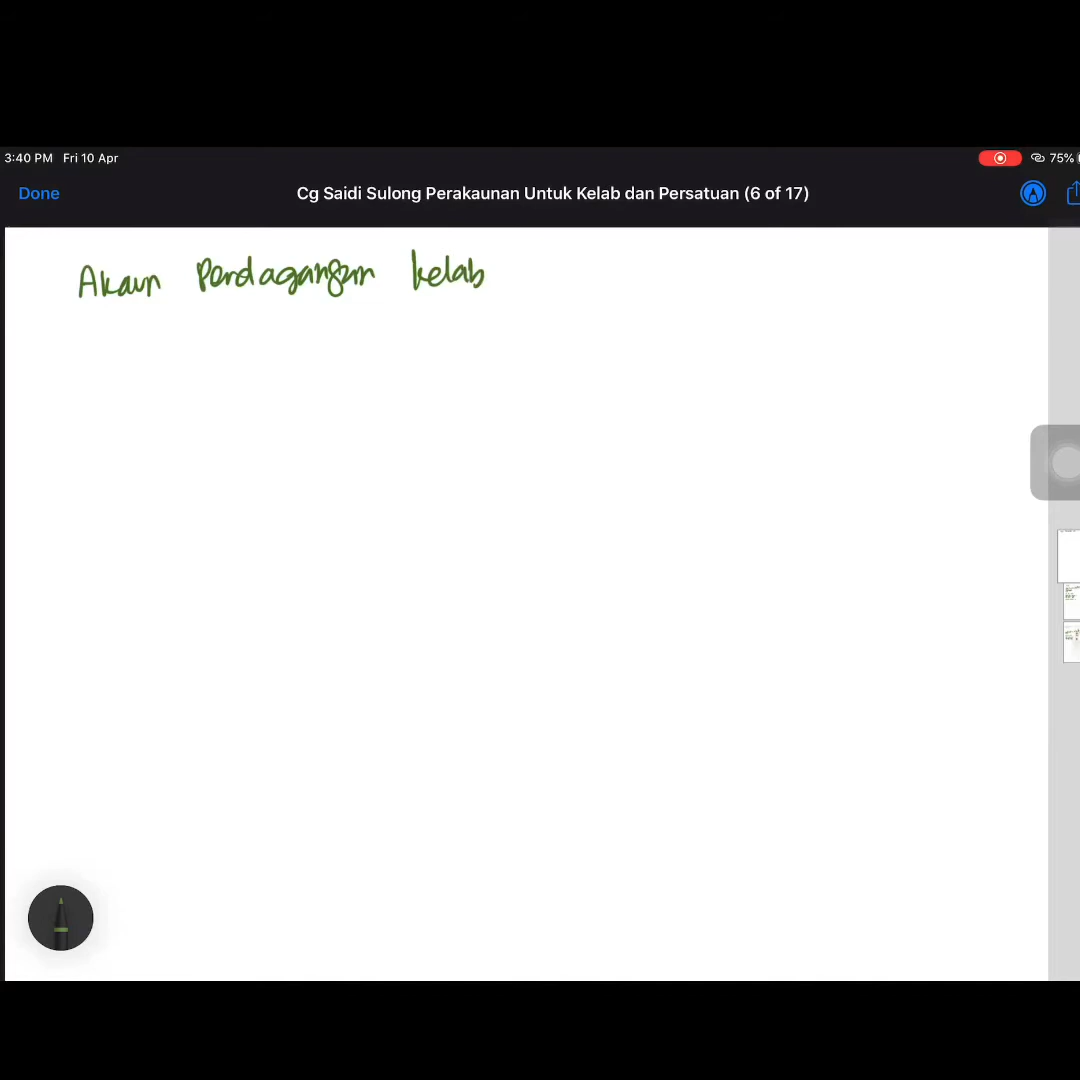 3:40 PM Fri 10 Apr
75%
Done
Cg Saidi Sulong Perakaunan Untuk Kelab dan Persatuan (6 of 17)
Akaun Perdagangan kelab